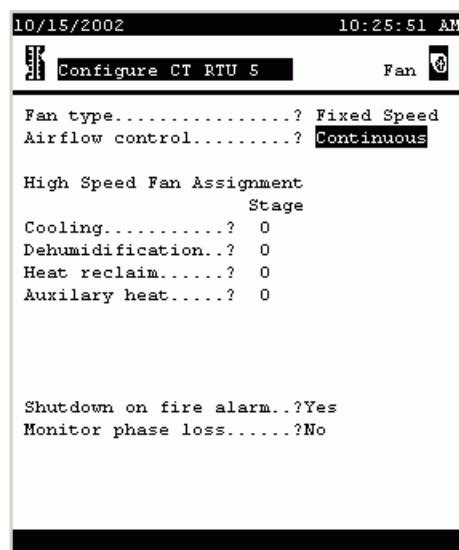 10/15/2002 10:25:51 AM
Configure CT RTU 5 Fan
Fan type................? Fixed Speed
Airflow control.........? Continuous
High Speed Fan Assignment
Stage
Cooling...........? 0
Dehumidification..? 0
Heat reclaim......? 0
Auxilary heat.....? 0
Shutdown on fire alarm..?Yes
Monitor phase loss......?No